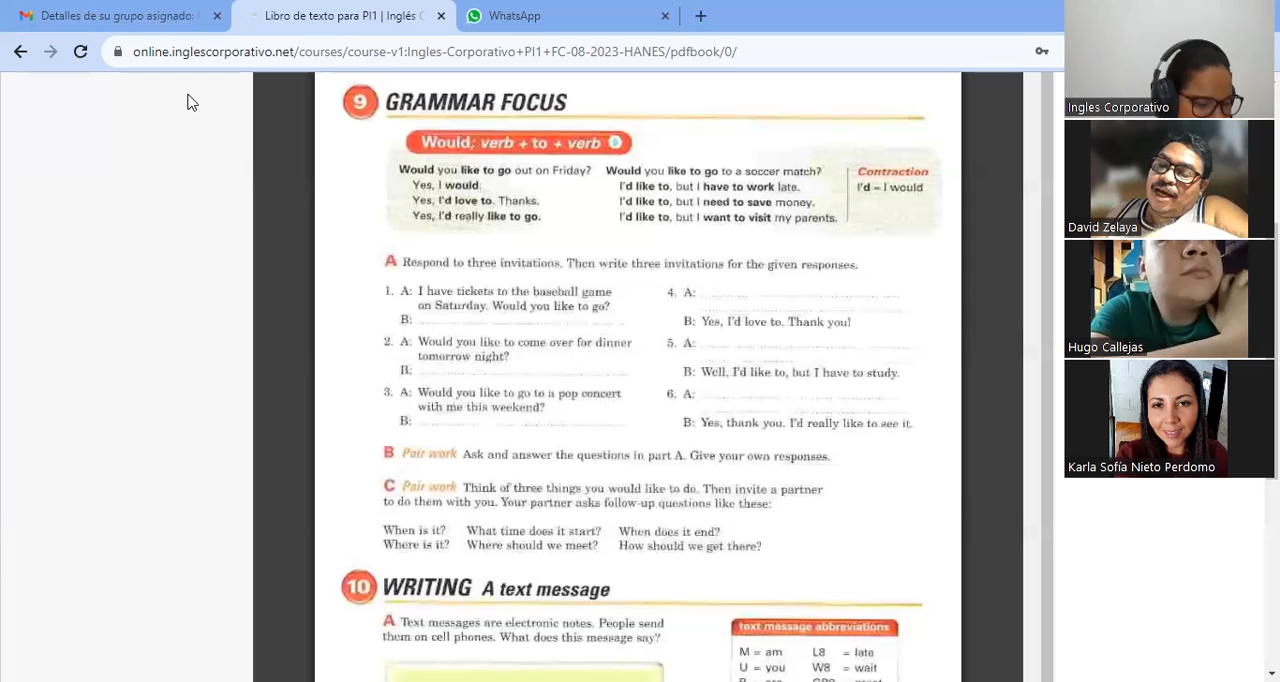 Detalles de su grupo asignado:
Libro de texto para PI1 | Inglés C
WhatsApp
online.inglescorporativo.net/courses/course-v1:Ingles-Corporativo+PI1+FC-08-2023-HANES/pdfbook/0/
9 GRAMMAR FOCUS
Would; verb + to + verb
Would you like to go out on Friday?
Yes, I would.
Yes, I'd love to. Thanks.
Yes, I'd really like to go.
Would you like to go to a soccer match?
I'd like to, but I have to work late.
I'd like to, but I need to save money.
I'd like to, but I want to visit my parents.
Contraction
I'd = I would
A Respond to three invitations. Then write three invitations for the given responses.
1. A: I have tickets to the baseball game
on Saturday. Would you like to go?
B:
2. A: Would you like to come over for dinner
tomorrow night?
B:
3. A: Would you like to go to a pop concert
with me this weekend?
B:
4. A:
B: Yes, I'd love to. Thank you!
5. A:
B: Well, I'd like to, but I have to study.
6. A:
B: Yes, thank you. I'd really like to see it.
B Pair work Ask and answer the questions in part A. Give your own responses.
C Pair work Think of three things you would like to do. Then invite a partner
to do them with you. Your partner asks follow-up questions like these:
When is it? What time does it start? When does it end?
Where is it? Where should we meet? How should we get there?
10 WRITING A text message
A Text messages are electronic notes. People send
them on cell phones. What does this message say?
text message abbreviations
M = am L8 = late
U = you W8 = wait
Ingles Corporativo
David Zelaya
Hugo Callejas
Karla Sofía Nieto Perdomo